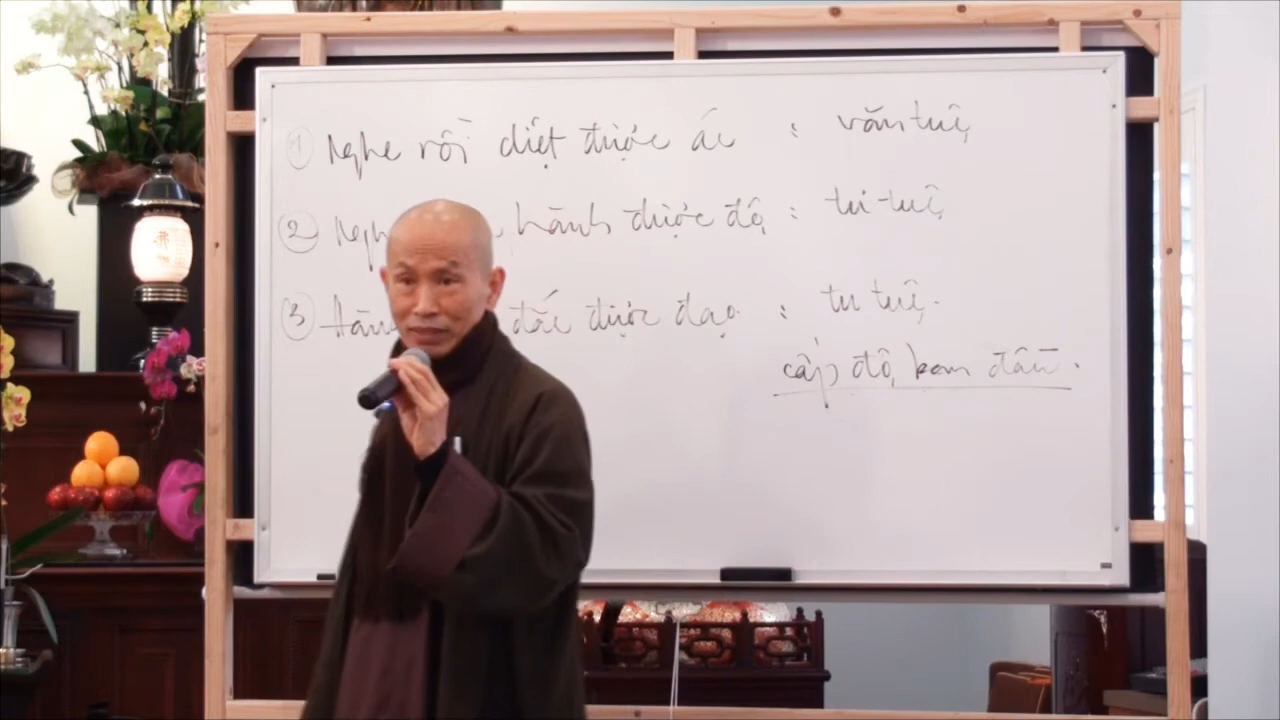 ① Nghe rồi diệt được ác : văn tuệ
② hành được độ : tư-tuệ
③ đắc được đạo : tu tuệ.
cấp độ ban đầu.